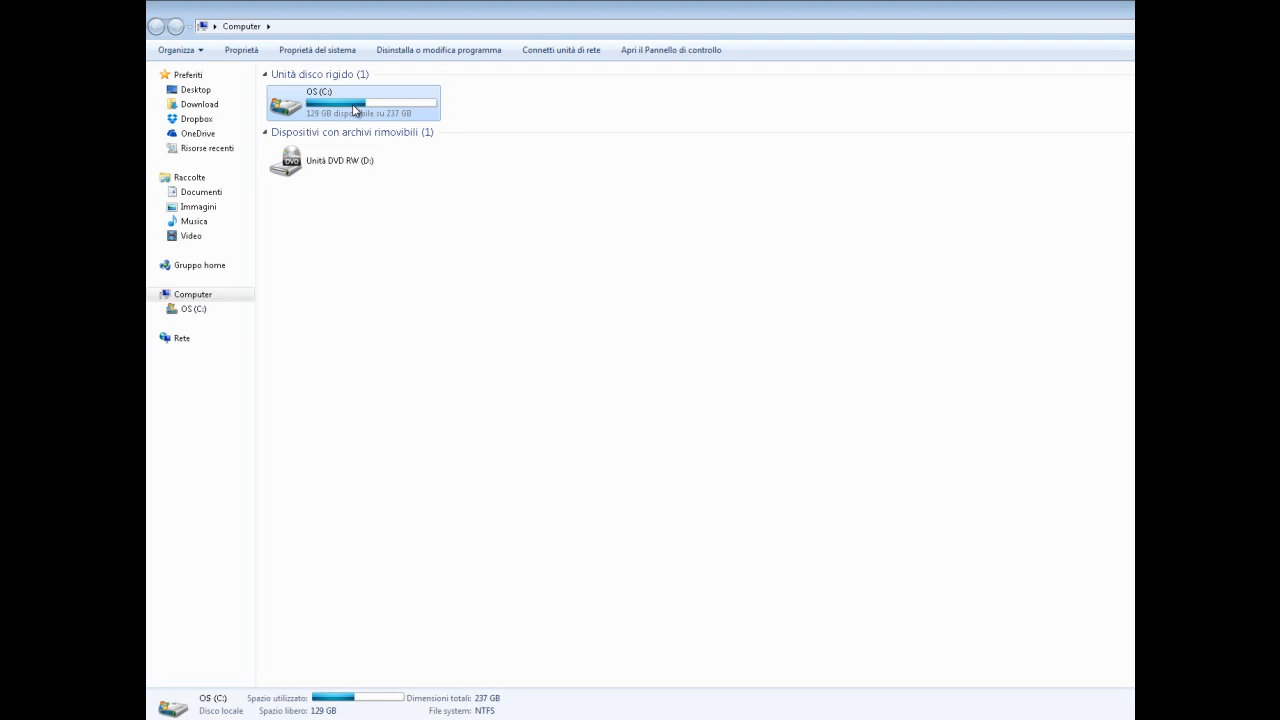 Computer
Organizza
Proprietà
Proprietà del sistema
Disinstalla o modifica programma
Connetti unità di rete
Apri il Pannello di controllo
Preferiti
Desktop
Download
Dropbox
OneDrive
Risorse recenti
Raccolte
Documenti
Immagini
Musica
Video
Gruppo home
Computer
OS (C:)
Rete
Unità disco rigido (1)
OS (C:)
129 GB disponibile su 237 GB
Dispositivi con archivi rimovibili (1)
DVD
Unità DVD RW (D:)
OS (C:) Spazio utilizzato: Dimensioni totali: 237 GB
Disco locale Spazio libero: 129 GB File system: NTFS